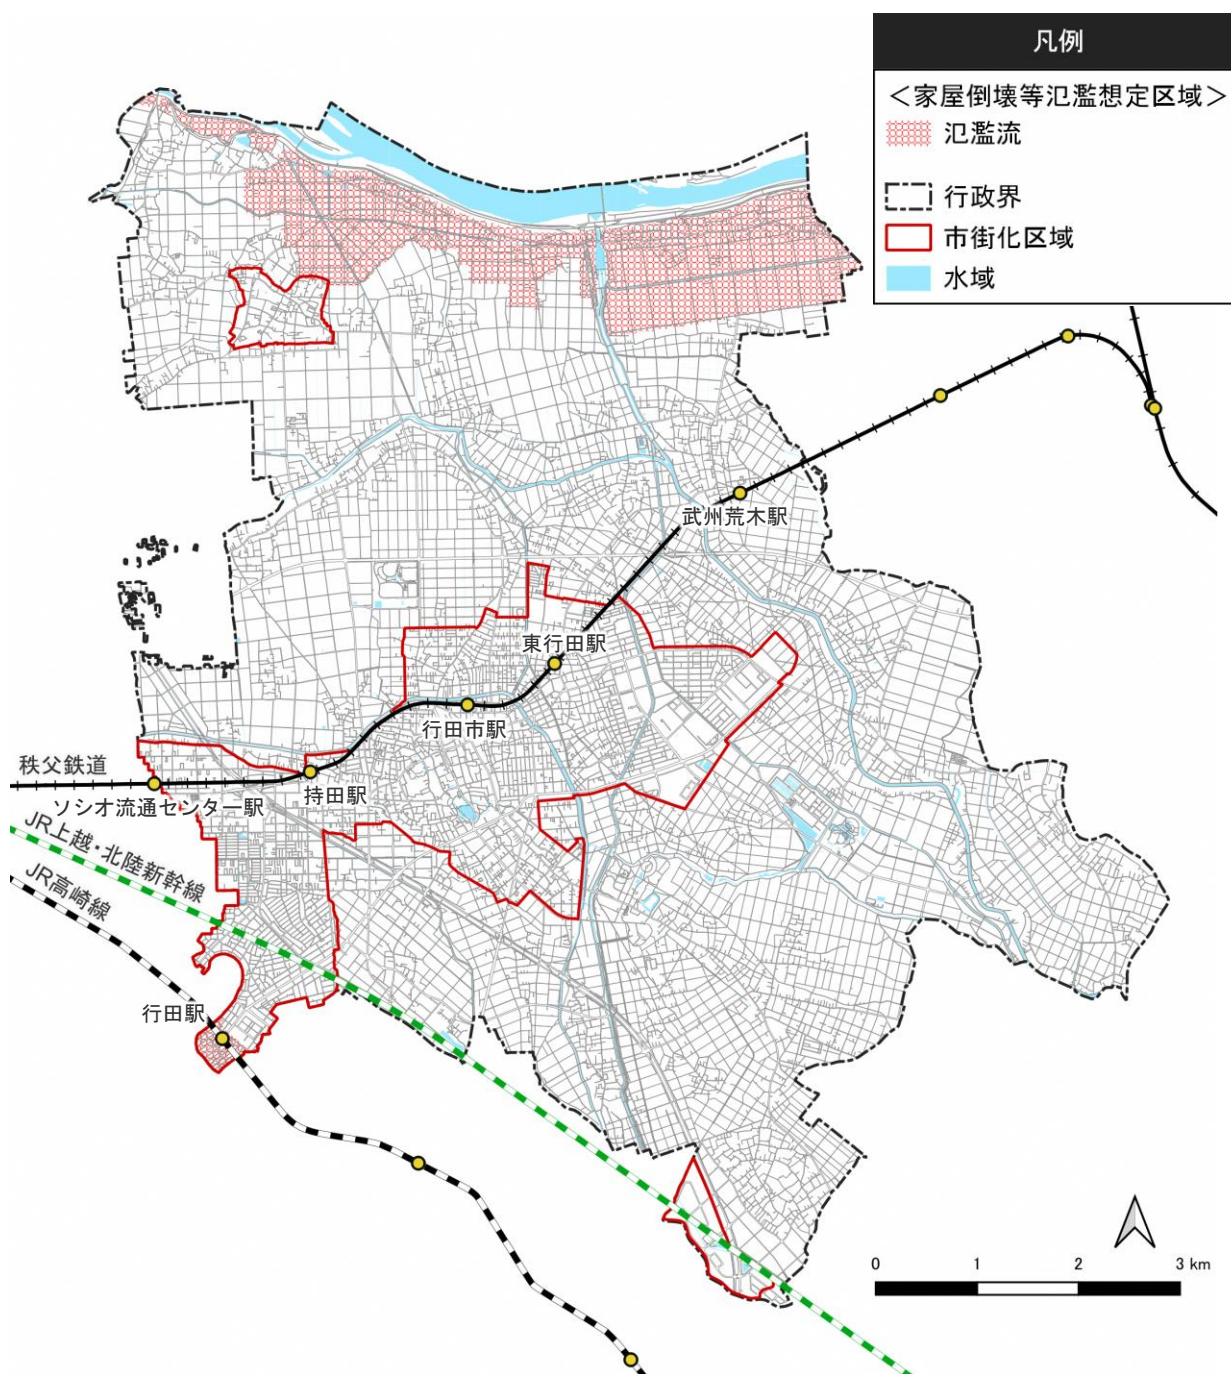 凡例
＜家屋倒壊等氾濫想定区域＞
氾濫流
行政界
市街化区域
水域
武州荒木駅
東行田駅
行田市駅
秩父鉄道
持田駅
ソシオ流通センター駅
JR上越・北陸新幹線
JR高崎線
行田駅
0 1 2 3 km